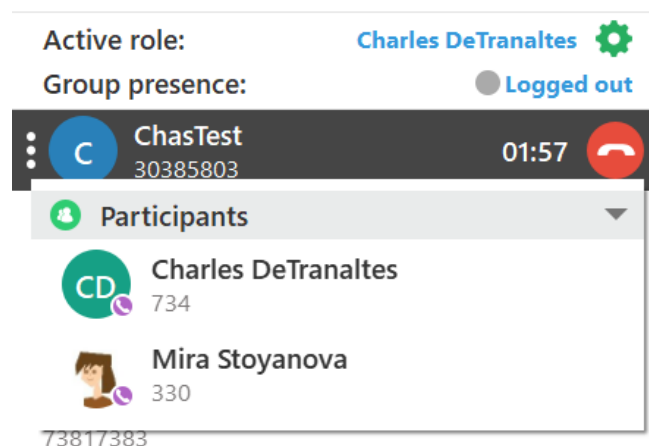 Active role: Charles DeTranaltes
Group presence: Logged out
C ChasTest 01:57
30385803
Participants
CD Charles DeTranaltes
734
Mira Stoyanova
330
73817383